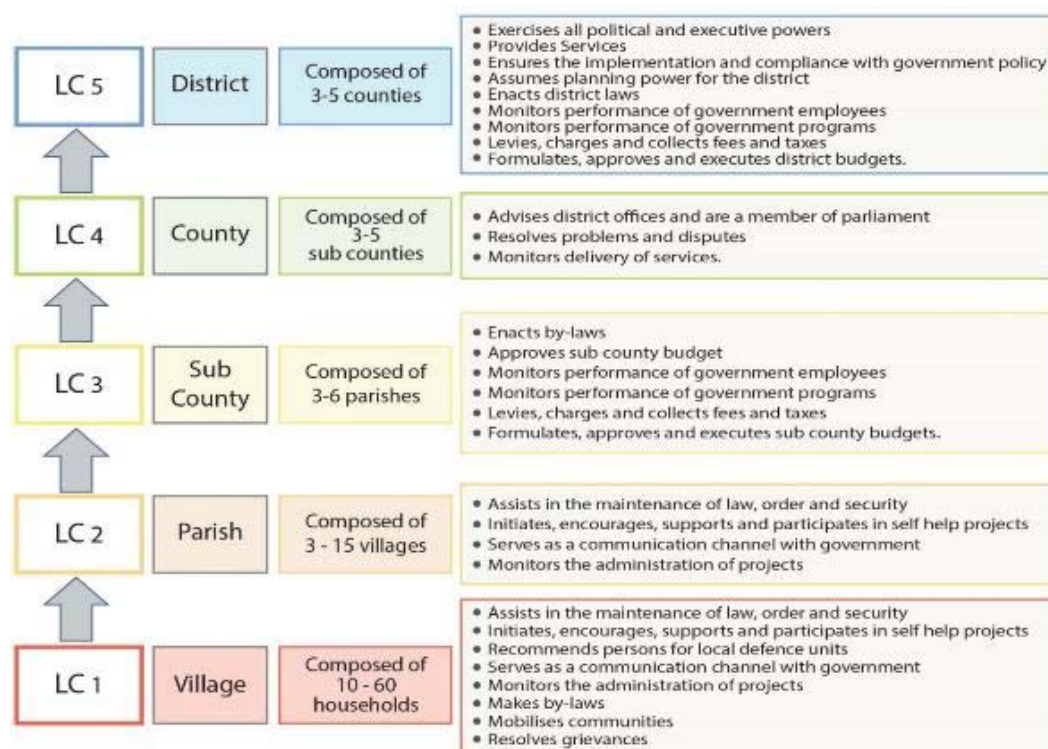 LC 5
District
Composed of
3-5 counties
• Exercises all political and executive powers
• Provides Services
• Ensures the implementation and compliance with government policy
• Assumes planning power for the district
• Enacts district laws
• Monitors performance of government employees
• Monitors performance of government programs
• Levies, charges and collects fees and taxes
• Formulates, approves and executes district budgets.
LC 4
County
Composed of
3-5
sub counties
• Advises district offices and are a member of parliament
• Resolves problems and disputes
• Monitors delivery of services.
LC 3
Sub
County
Composed of
3-6 parishes
• Enacts by-laws
• Approves sub county budget
• Monitors performance of government employees
• Monitors performance of government programs
• Levies, charges and collects fees and taxes
• Formulates, approves and executes sub county budgets.
LC 2
Parish
Composed of
3 - 15 villages
• Assists in the maintenance of law, order and security
• Initiates, encourages, supports and participates in self help projects
• Serves as a communication channel with government
• Monitors the administration of projects
LC 1
Village
Composed of
10 - 60
households
• Assists in the maintenance of law, order and security
• Initiates, encourages, supports and participates in self help projects
• Recommends persons for local defence units
• Serves as a communication channel with government
• Monitors the administration of projects
• Makes by-laws
• Mobilises communities
• Resolves grievances